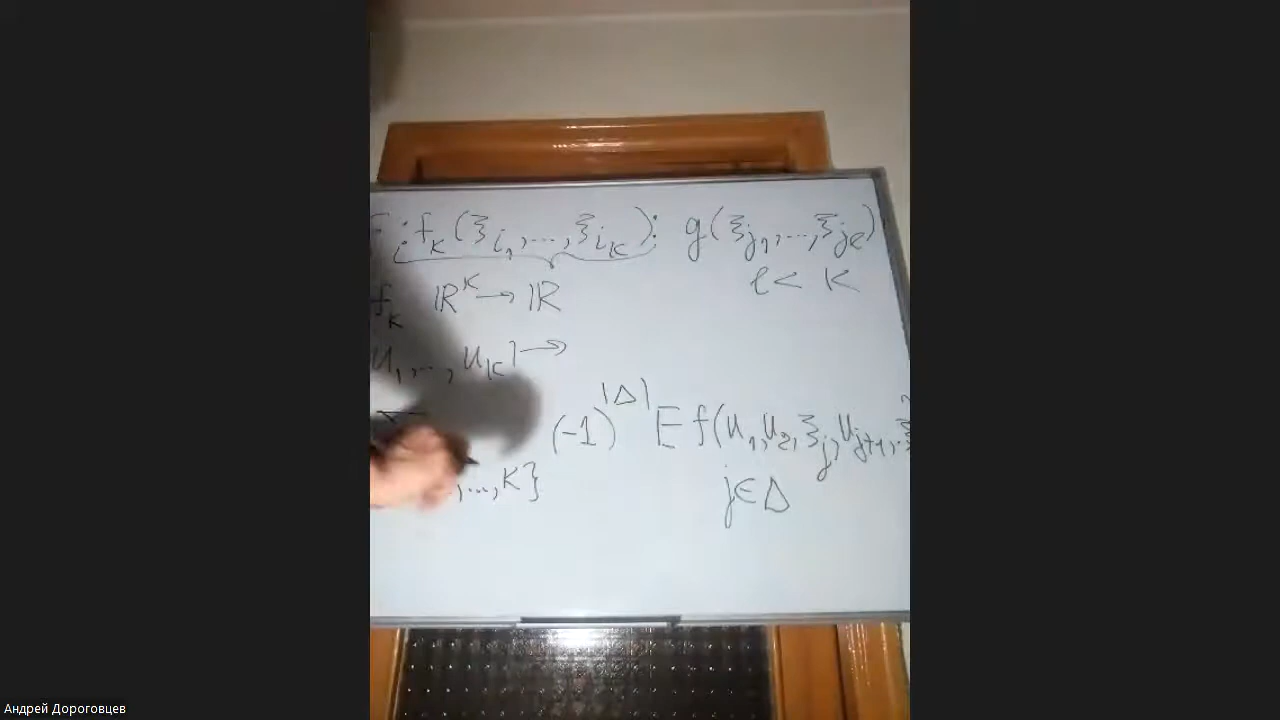 :f_K(ξ_{i_1},...,ξ_{i_K}): g(ξ_{j_1},...,ξ_{j_l})
l < K
f_K ℝ^K → ℝ
u_1,...,u_K) →
(-1)^{|Δ|} E f(u_1,u_2,ξ_j,u_{j+1},..
,...,K}
j∈Δ
Андрей Дороговцев